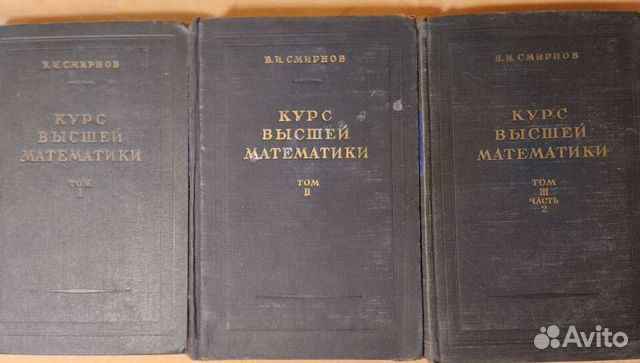 В.И.СМИРНОВ
КУРС
ВЫСШЕЙ
МАТЕМАТИКИ
ТОМ
I
В.И.СМИРНОВ
КУРС
ВЫСШЕЙ
МАТЕМАТИКИ
ТОМ
II
В.И.СМИРНОВ
КУРС
ВЫСШЕЙ
МАТЕМАТИКИ
ТОМ
III
ЧАСТЬ
2
Avito